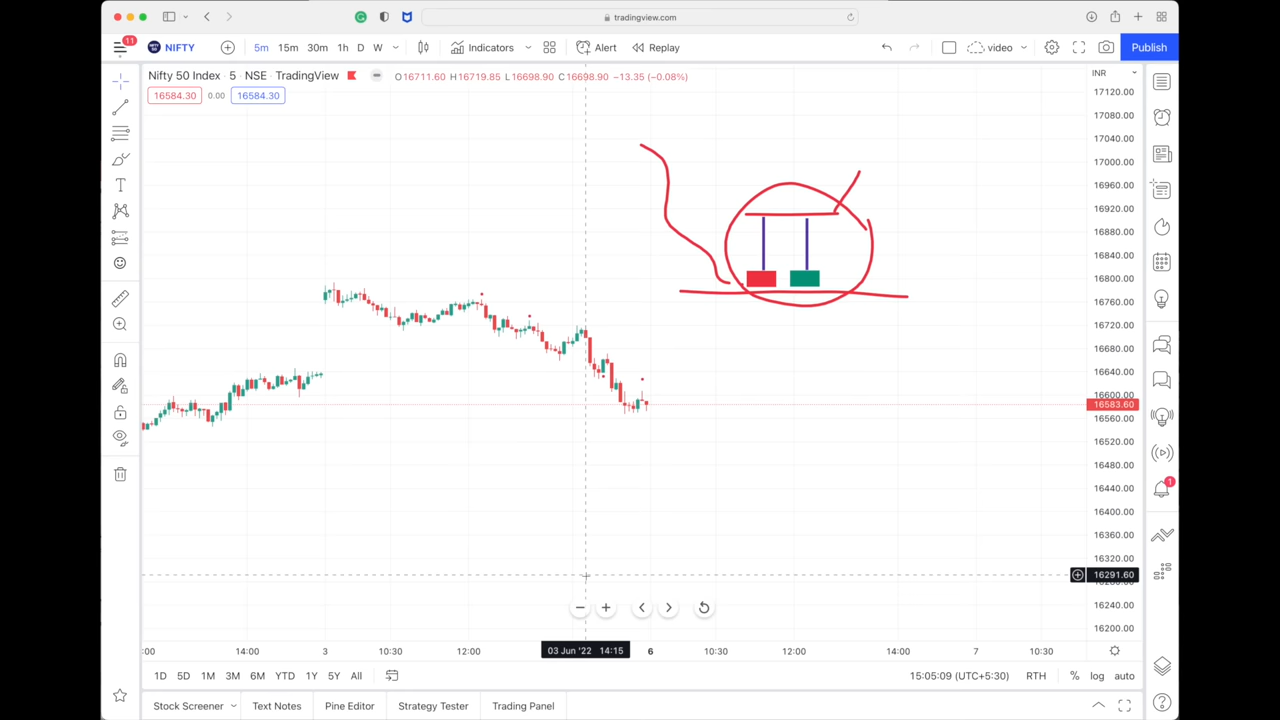 tradingview.com
11
NIFTY
5m 15m 30m 1h D W
Indicators
Alert
Replay
video
Publish
Nifty 50 Index · 5 · NSE · TradingView
O16711.60 H16719.85 L16698.90 C16698.90 −13.35 (−0.08%)
INR
16584.30 0.00 16584.30
17120.00
17080.00
17040.00
17000.00
16960.00
16920.00
16880.00
16840.00
16800.00
16760.00
16720.00
16680.00
16640.00
16600.00
16583.60
16560.00
16520.00
16480.00
16440.00
1
16400.00
16360.00
16320.00
16291.60
16240.00
16200.00
:00 14:00 3 10:30 12:00 03 Jun '22 14:15 6 10:30 12:00 14:00 7 10:30
1D 5D 1M 3M 6M YTD 1Y 5Y All
15:05:09 (UTC+5:30) RTH % log auto
Stock Screener Text Notes Pine Editor Strategy Tester Trading Panel